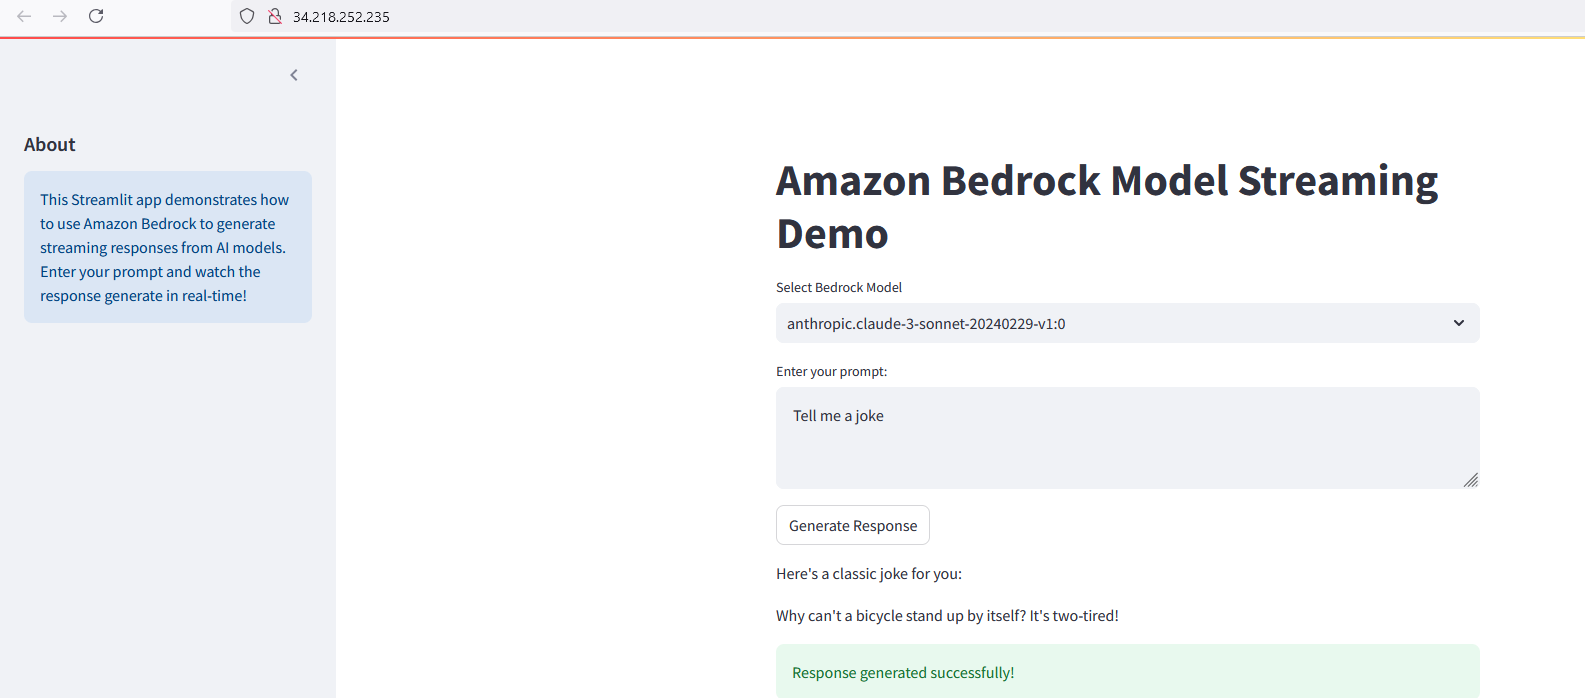 34.218.252.235
About
This Streamlit app demonstrates how
to use Amazon Bedrock to generate
streaming responses from AI models.
Enter your prompt and watch the
response generate in real-time!
Amazon Bedrock Model Streaming
Demo
Select Bedrock Model
anthropic.claude-3-sonnet-20240229-v1:0
Enter your prompt:
Tell me a joke
Generate Response
Here's a classic joke for you:
Why can't a bicycle stand up by itself? It's two-tired!
Response generated successfully!